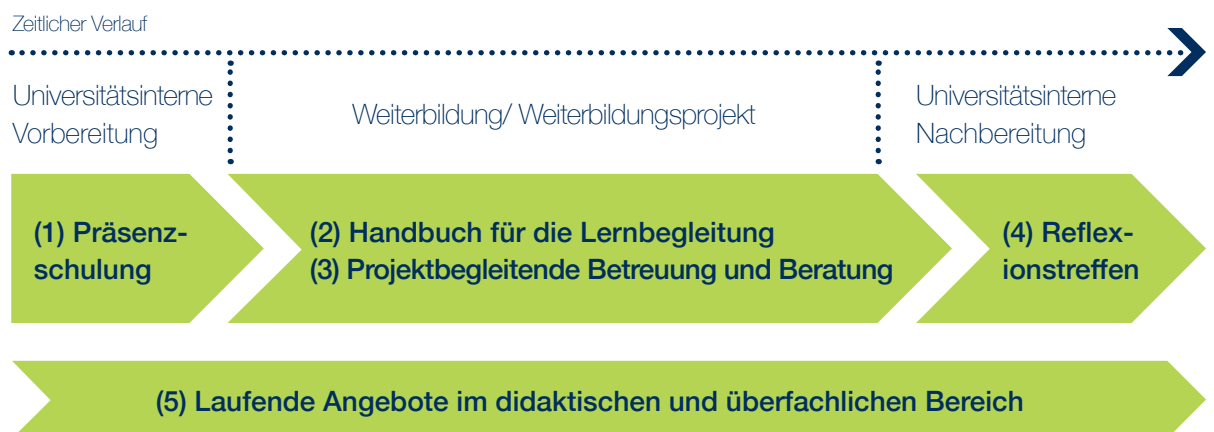 Zeitlicher Verlauf
Universitätsinterne
Vorbereitung
Weiterbildung/ Weiterbildungsprojekt
Universitätsinterne
Nachbereitung
(1) Präsenz-
schulung
(2) Handbuch für die Lernbegleitung
(3) Projektbegleitende Betreuung und Beratung
(4) Reflex-
ionstreffen
(5) Laufende Angebote im didaktischen und überfachlichen Bereich